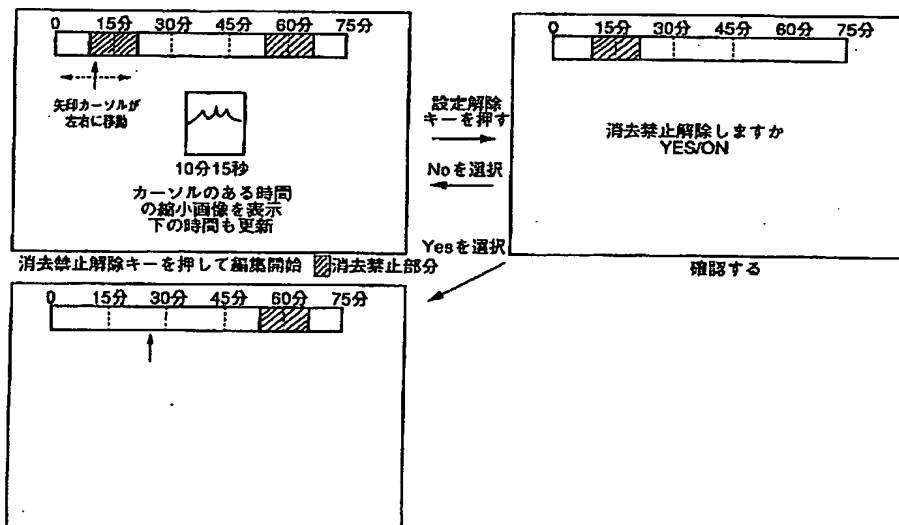 0 15分 30分 45分 60分 75分
矢印カーソルが
左右に移動
10分15秒
カーソルのある時間
の縮小画像を表示
下の時間も更新
消去禁止解除キーを押して編集開始 消去禁止部分
設定解除
キーを押す
Noを選択
Yesを選択
0 15分 30分 45分 60分 75分
消去禁止解除しますか
YES/ON
確認する
0 15分 30分 45分 60分 75分